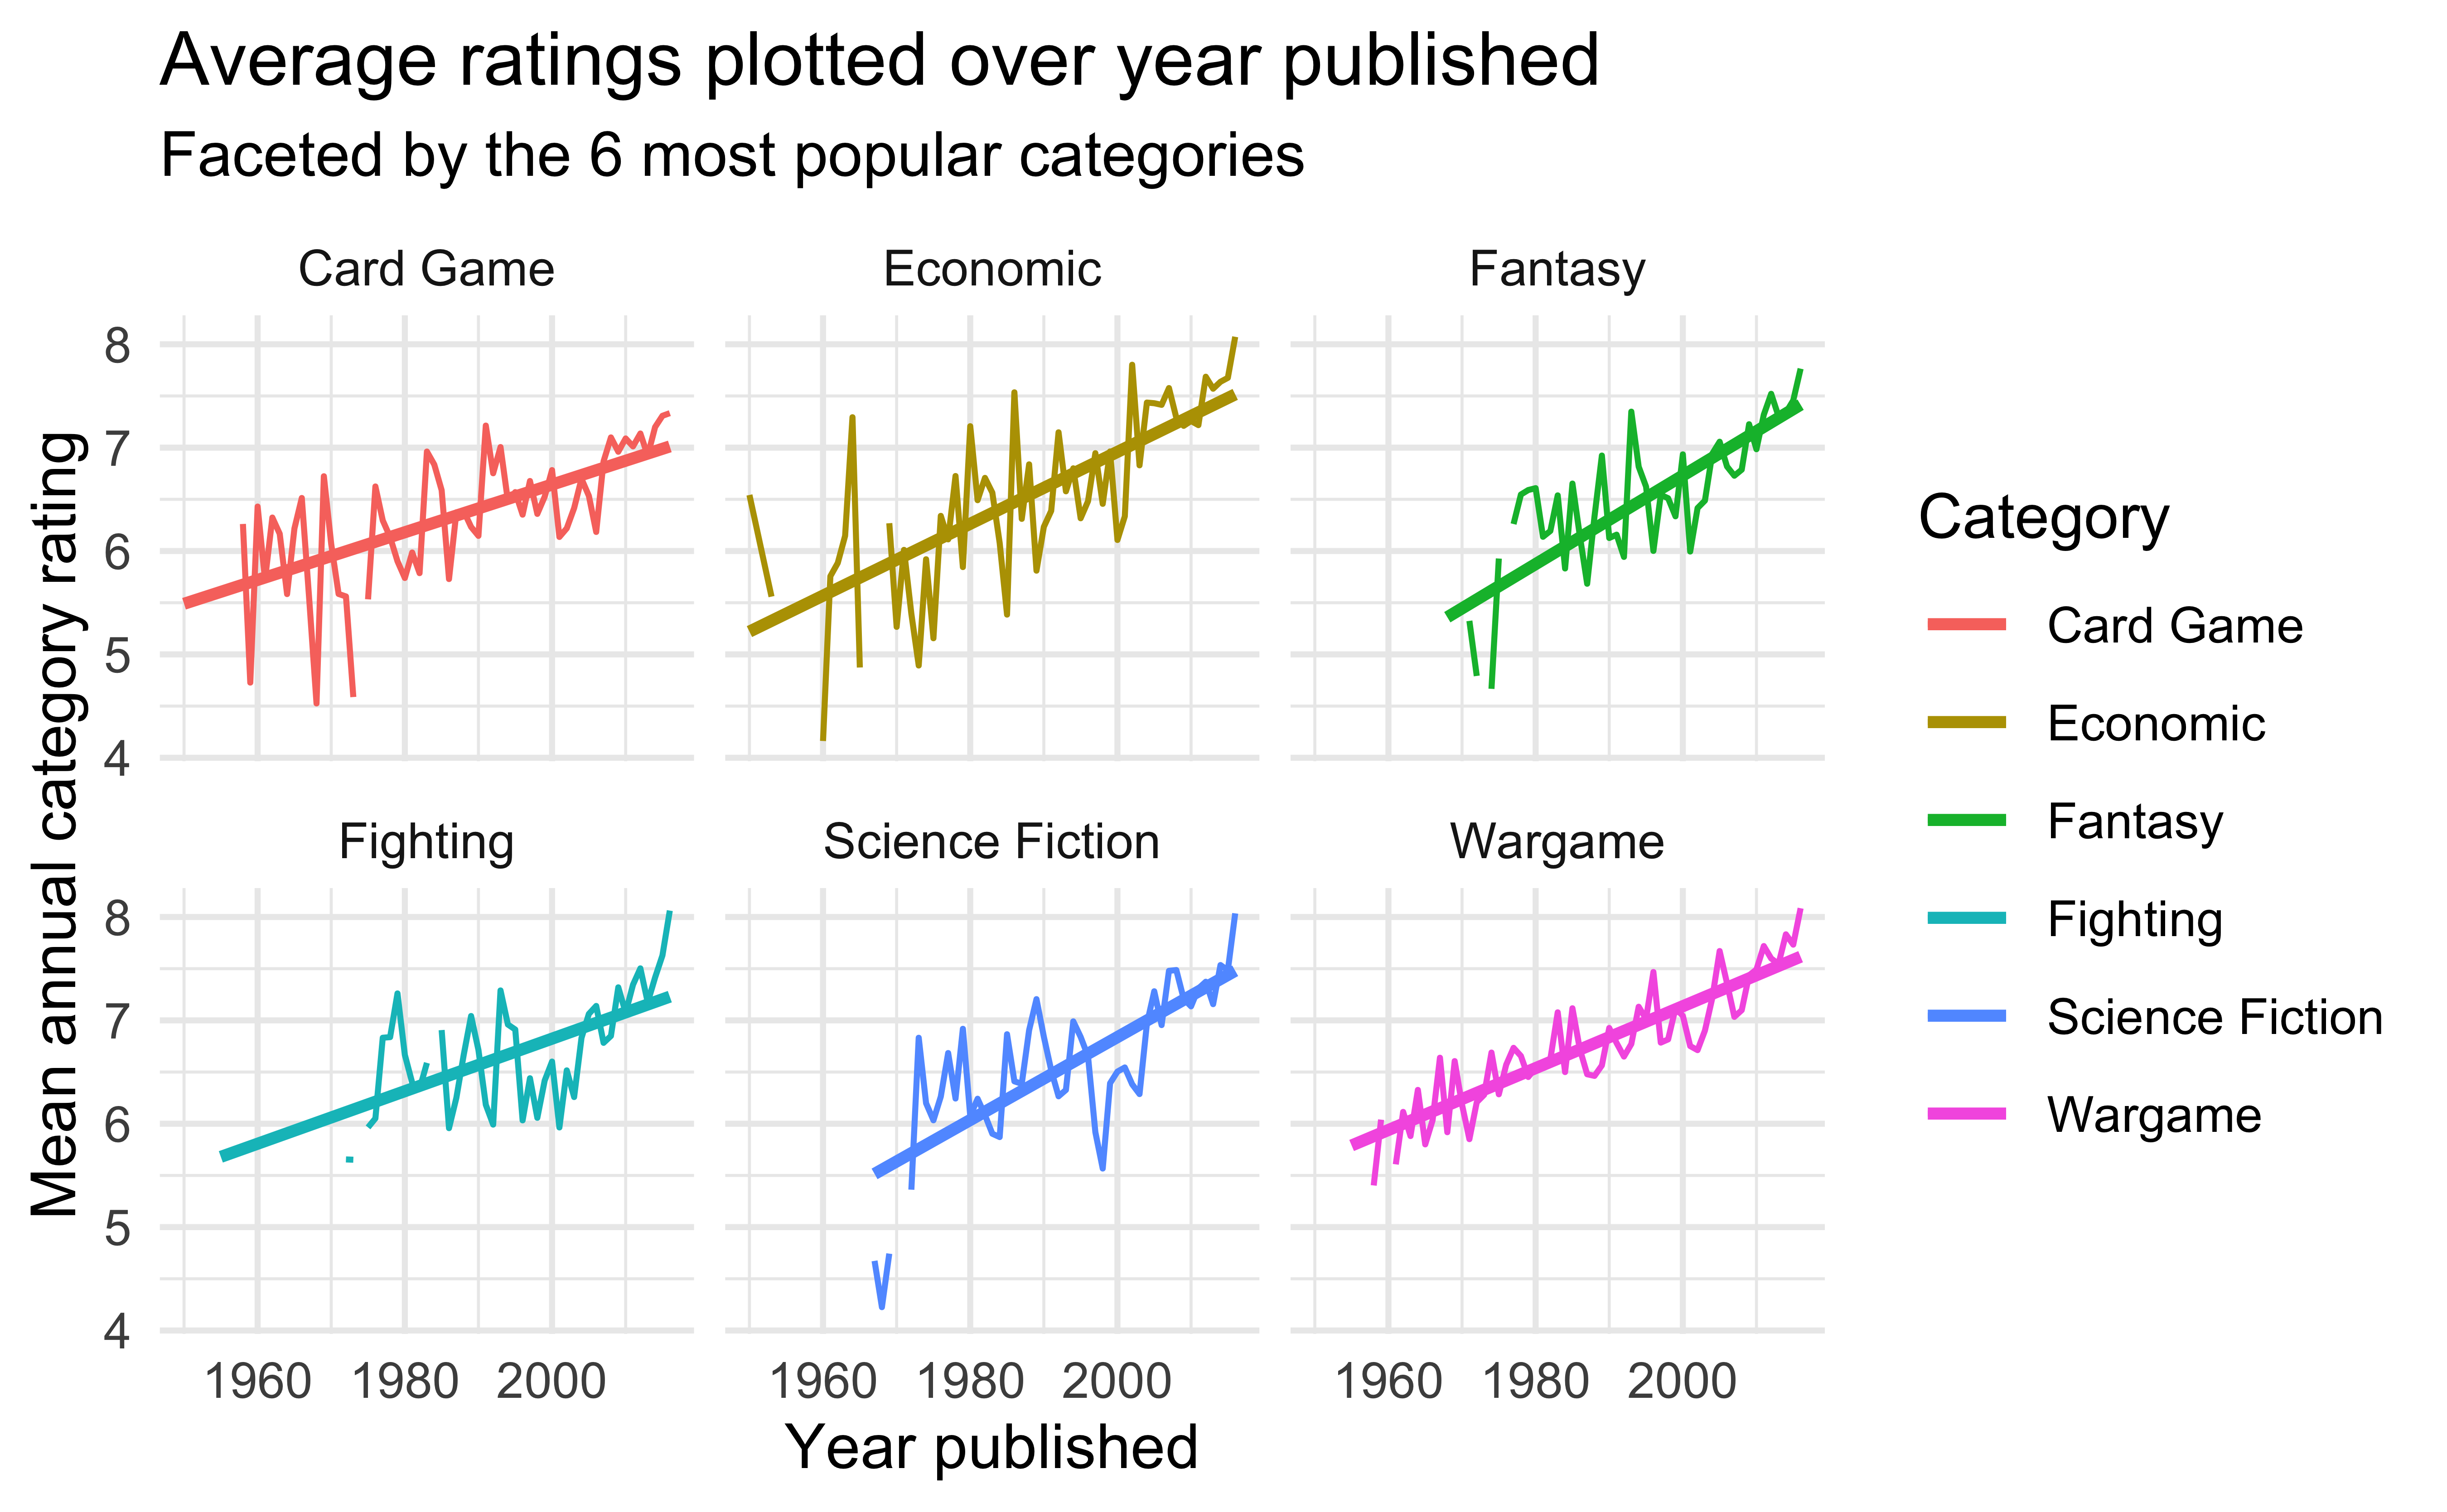 Average ratings plotted over year published
Faceted by the 6 most popular categories
Card Game
Economic
Fantasy
8
7
6
5
4
Fighting
Science Fiction
Wargame
8
7
6
5
4
1960 1980 2000
1960 1980 2000
1960 1980 2000
Year published
Mean annual category rating
Category
Card Game
Economic
Fantasy
Fighting
Science Fiction
Wargame